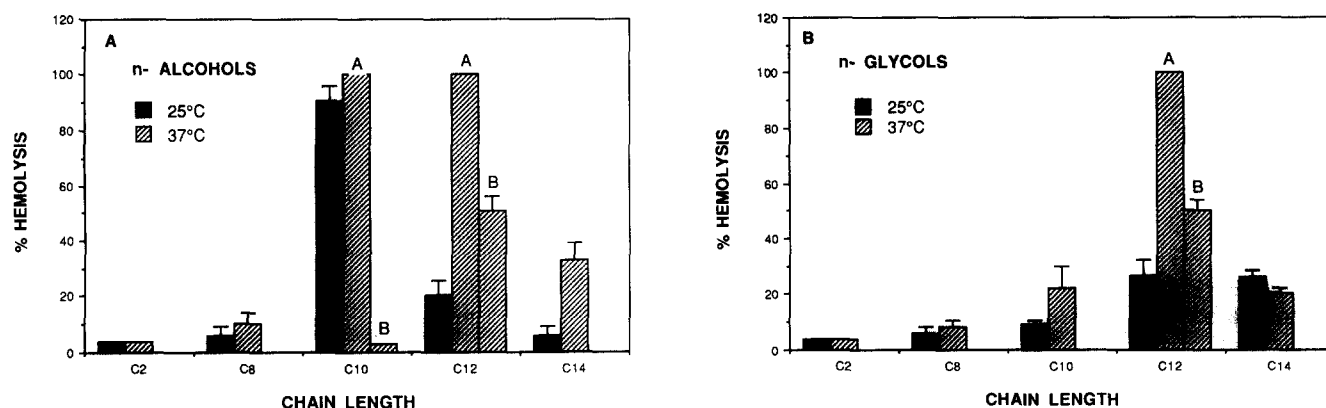 A
n- ALCOHOLS
25°C
37°C
% HEMOLYSIS
120
100
80
60
40
20
0
A
B
A
B
C2 C8 C10 C12 C14
CHAIN LENGTH
B
n- GLYCOLS
25°C
37°C
% HEMOLYSIS
120
100
80
60
40
20
0
A
B
C2 C8 C10 C12 C14
CHAIN LENGTH